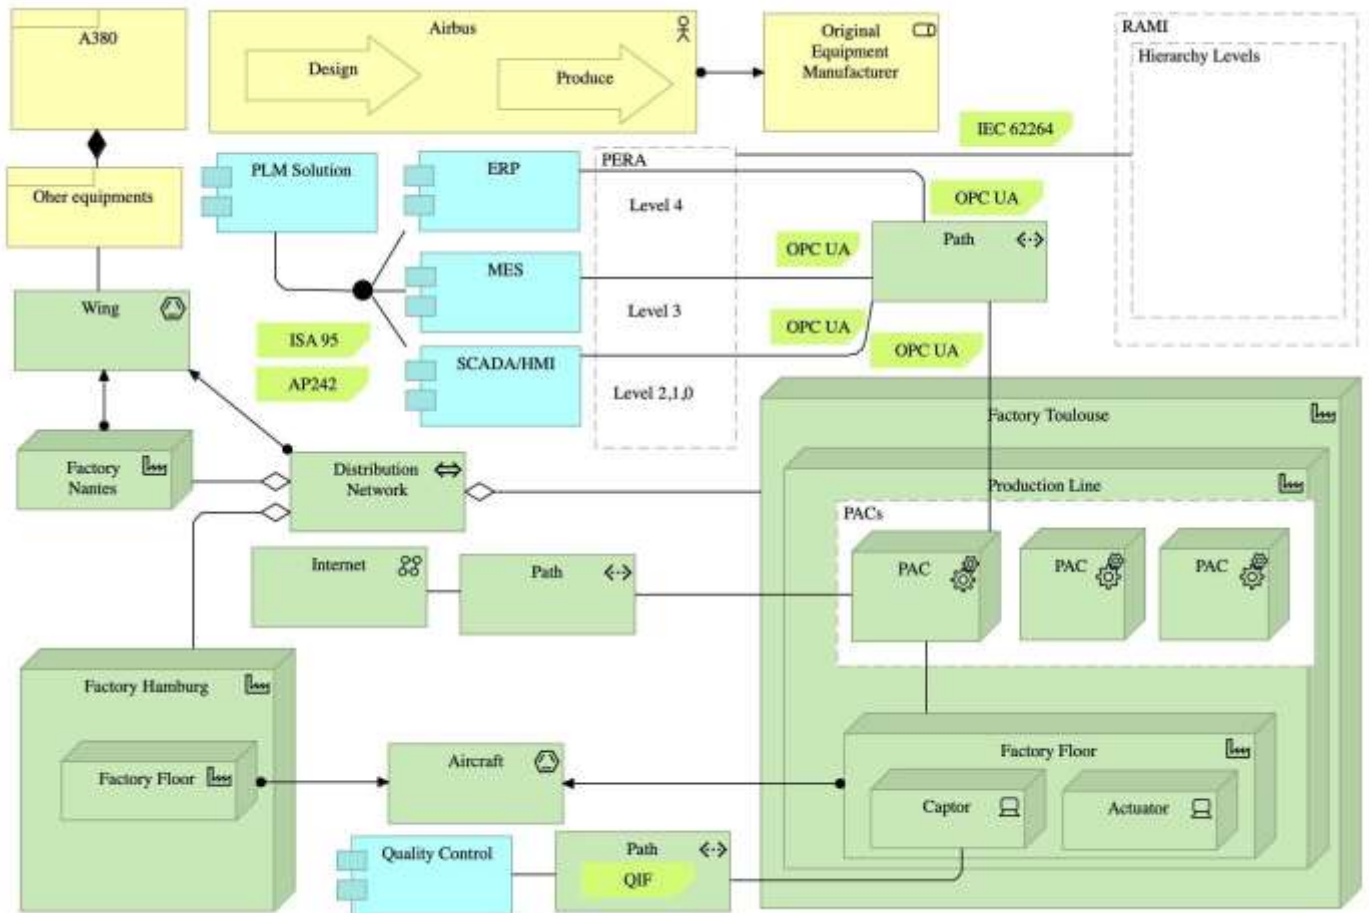 A380
Airbus
Design
Produce
Original
Equipment
Manufacturer
RAMI
Hierarchy Levels
IEC 62264
Oher equipments
PLM Solution
ERP
PERA
Level 4
OPC UA
Path
OPC UA
MES
Level 3
Wing
ISA 95
AP242
SCADA/HMI
OPC UA
OPC UA
Level 2,1,0
Factory Toulouse
Factory
Nantes
Distribution
Network
Production Line
PACs
Internet
Path
PAC
PAC
PAC
Factory Hamburg
Factory Floor
Aircraft
Factory Floor
Captor
Actuator
Quality Control
Path
QIF